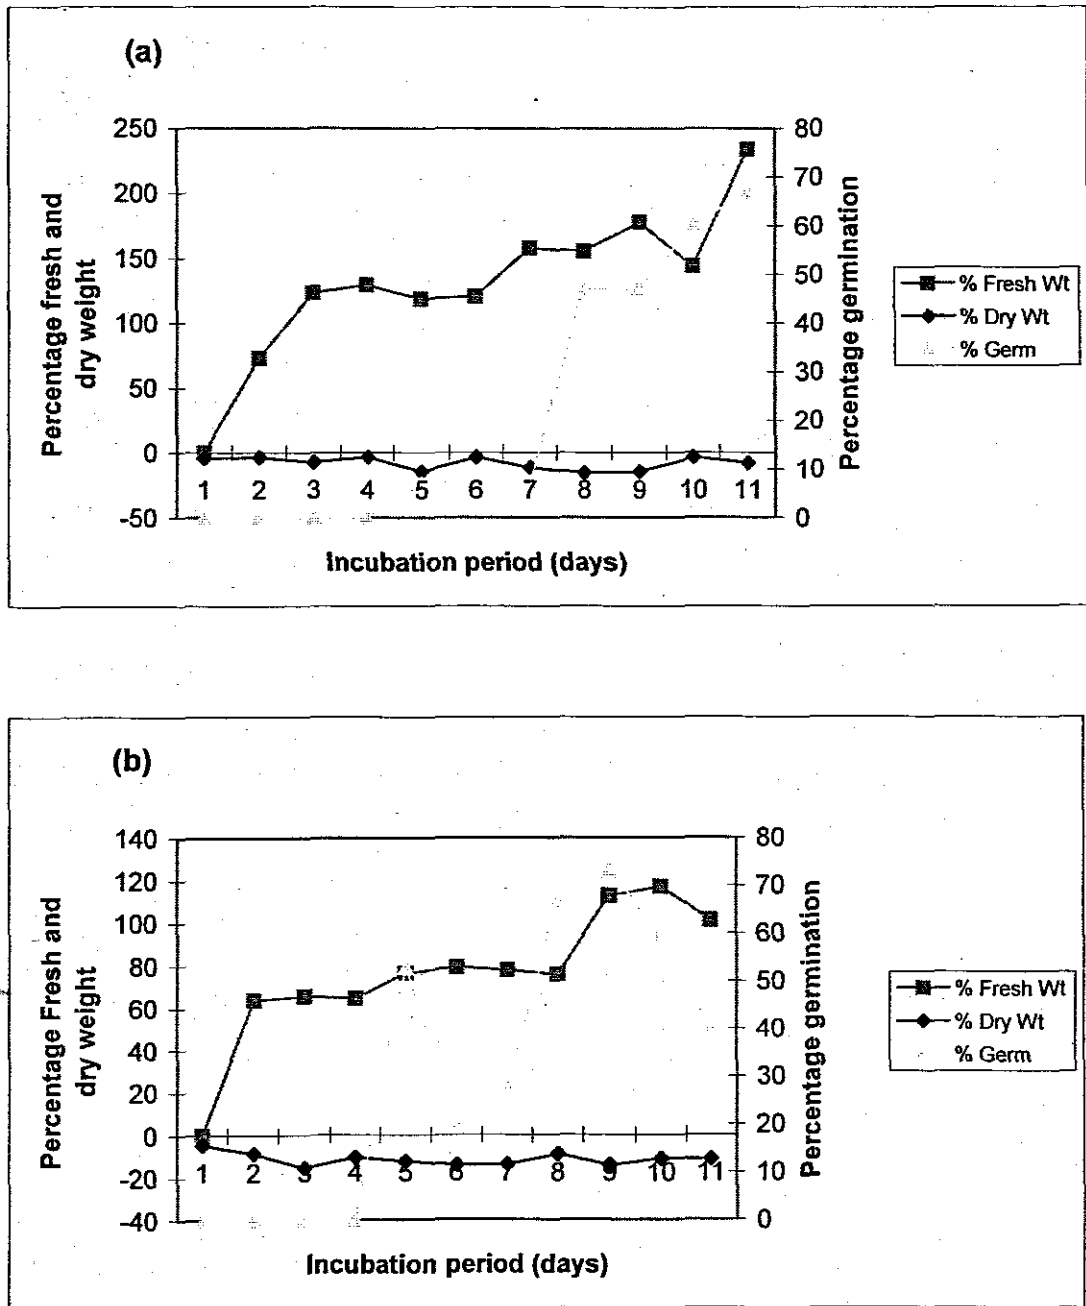 (a)
250
200
150
100
50
0
-50
80
70
60
50
40
30
20
10
0
1 2 3 4 5 6 7 8 9 10 11
Percentage fresh and
dry weight
Percentage germination
Incubation period (days)
% Fresh Wt
% Dry Wt
% Germ
(b)
140
120
100
80
60
40
20
0
-20
-40
80
70
60
50
40
30
20
10
0
1 2 3 4 5 6 7 8 9 10 11
Percentage Fresh and
dry weight
Percentage germination
Incubation period (days)
% Fresh Wt
% Dry Wt
% Germ